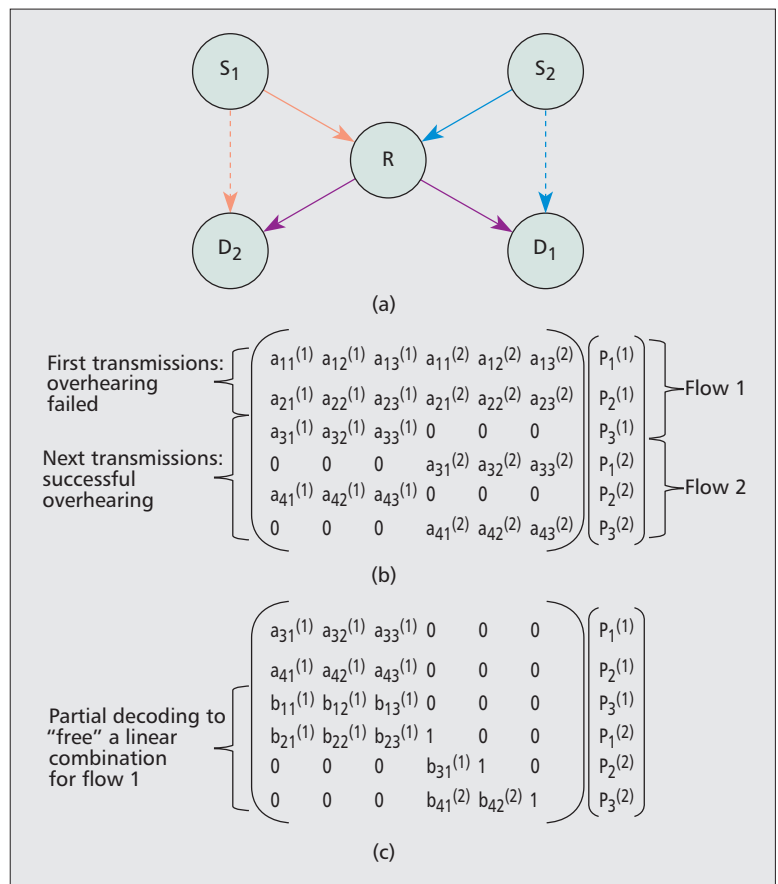 S1 S2
R
D2 D1
(a)
First transmissions:
overhearing
failed
Next transmissions:
successful
overhearing
a11(1) a12(1) a13(1) a11(2) a12(2) a13(2) P1(1)
a21(1) a22(1) a23(1) a21(2) a22(2) a23(2) P2(1)
a31(1) a32(1) a33(1) 0 0 0 P3(1)
0 0 0 a31(2) a32(2) a33(2) P1(2)
a41(1) a42(1) a43(1) 0 0 0 P2(2)
0 0 0 a41(2) a42(2) a43(2) P3(2)
Flow 1
Flow 2
(b)
Partial decoding to
“free” a linear
combination
for flow 1
a31(1) a32(1) a33(1) 0 0 0 P1(1)
a41(1) a42(1) a43(1) 0 0 0 P2(1)
b11(1) b12(1) b13(1) 0 0 0 P3(1)
b21(1) b22(1) b23(1) 1 0 0 P1(2)
0 0 0 b31(1) 1 0 P2(2)
0 0 0 b41(2) b42(2) 1 P3(2)
(c)